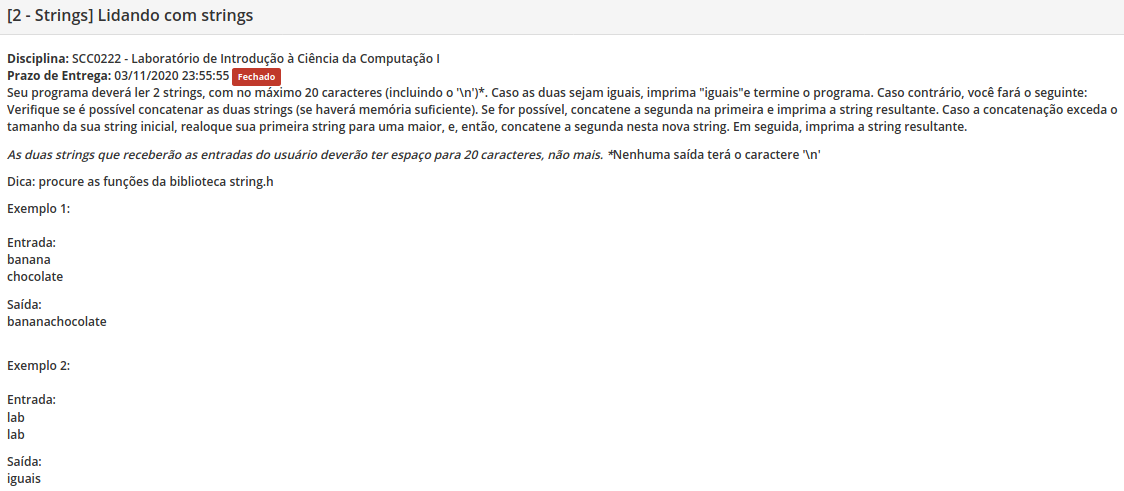 [2 - Strings] Lidando com strings
Disciplina: SCC0222 - Laboratório de Introdução à Ciência da Computação I
Prazo de Entrega: 03/11/2020 23:55:55 Fechado
Seu programa deverá ler 2 strings, com no máximo 20 caracteres (incluindo o '\n')*. Caso as duas sejam iguais, imprima "iguais"e termine o programa. Caso contrário, você fará o seguinte:
Verifique se é possível concatenar as duas strings (se haverá memória suficiente). Se for possível, concatene a segunda na primeira e imprima a string resultante. Caso a concatenação exceda o
tamanho da sua string inicial, realoque sua primeira string para uma maior, e, então, concatene a segunda nesta nova string. Em seguida, imprima a string resultante.
As duas strings que receberão as entradas do usuário deverão ter espaço para 20 caracteres, não mais. *Nenhuma saída terá o caractere '\n'
Dica: procure as funções da biblioteca string.h
Exemplo 1:
Entrada:
banana
chocolate
Saída:
bananachocolate
Exemplo 2:
Entrada:
lab
lab
Saída:
iguais